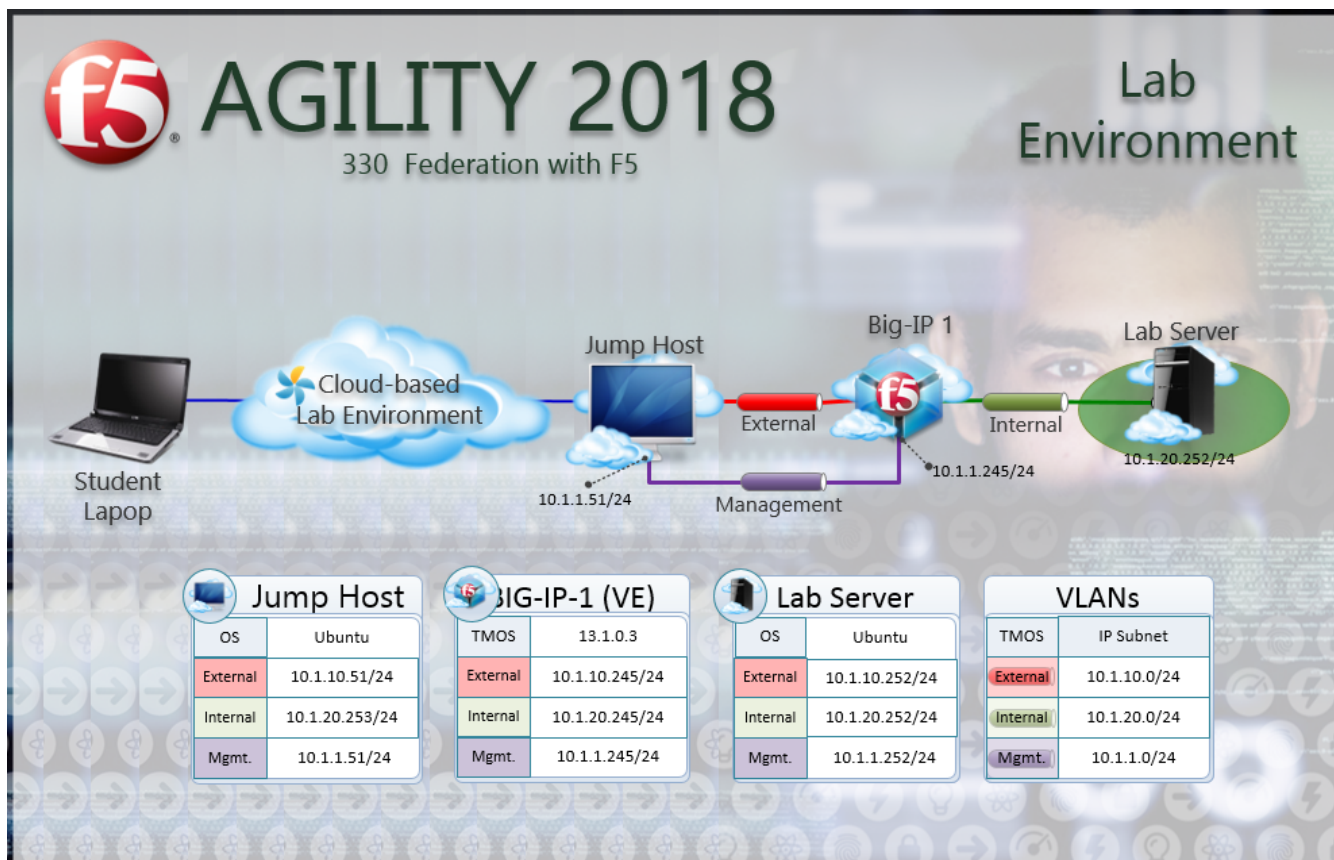 f5®
AGILITY 2018
330 Federation with F5
Lab
Environment
Big-IP 1
Jump Host
Lab Server
Cloud-based
Lab Environment
External
Internal
10.1.20.252/24
10.1.1.245/24
10.1.1.51/24
Management
Student
Lapop
Jump Host
OS Ubuntu
External 10.1.10.51/24
Internal 10.1.20.253/24
Mgmt. 10.1.1.51/24
f5
BIG-IP-1 (VE)
TMOS 13.1.0.3
External 10.1.10.245/24
Internal 10.1.20.245/24
Mgmt. 10.1.1.245/24
Lab Server
OS Ubuntu
External 10.1.10.252/24
Internal 10.1.20.252/24
Mgmt. 10.1.1.252/24
VLANs
TMOS IP Subnet
External 10.1.10.0/24
Internal 10.1.20.0/24
Mgmt. 10.1.1.0/24